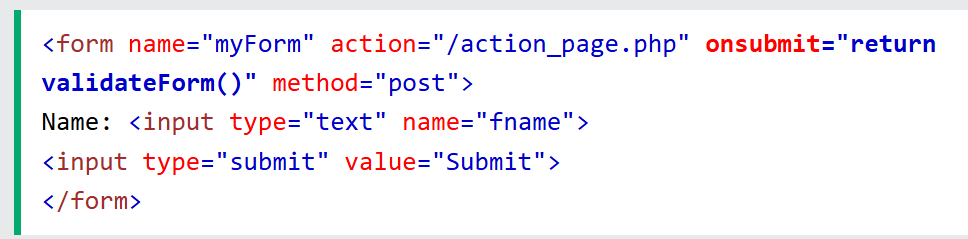 <form name="myForm" action="/action_page.php" onsubmit="return
validateForm()" method="post">
Name: <input type="text" name="fname">
<input type="submit" value="Submit">
</form>